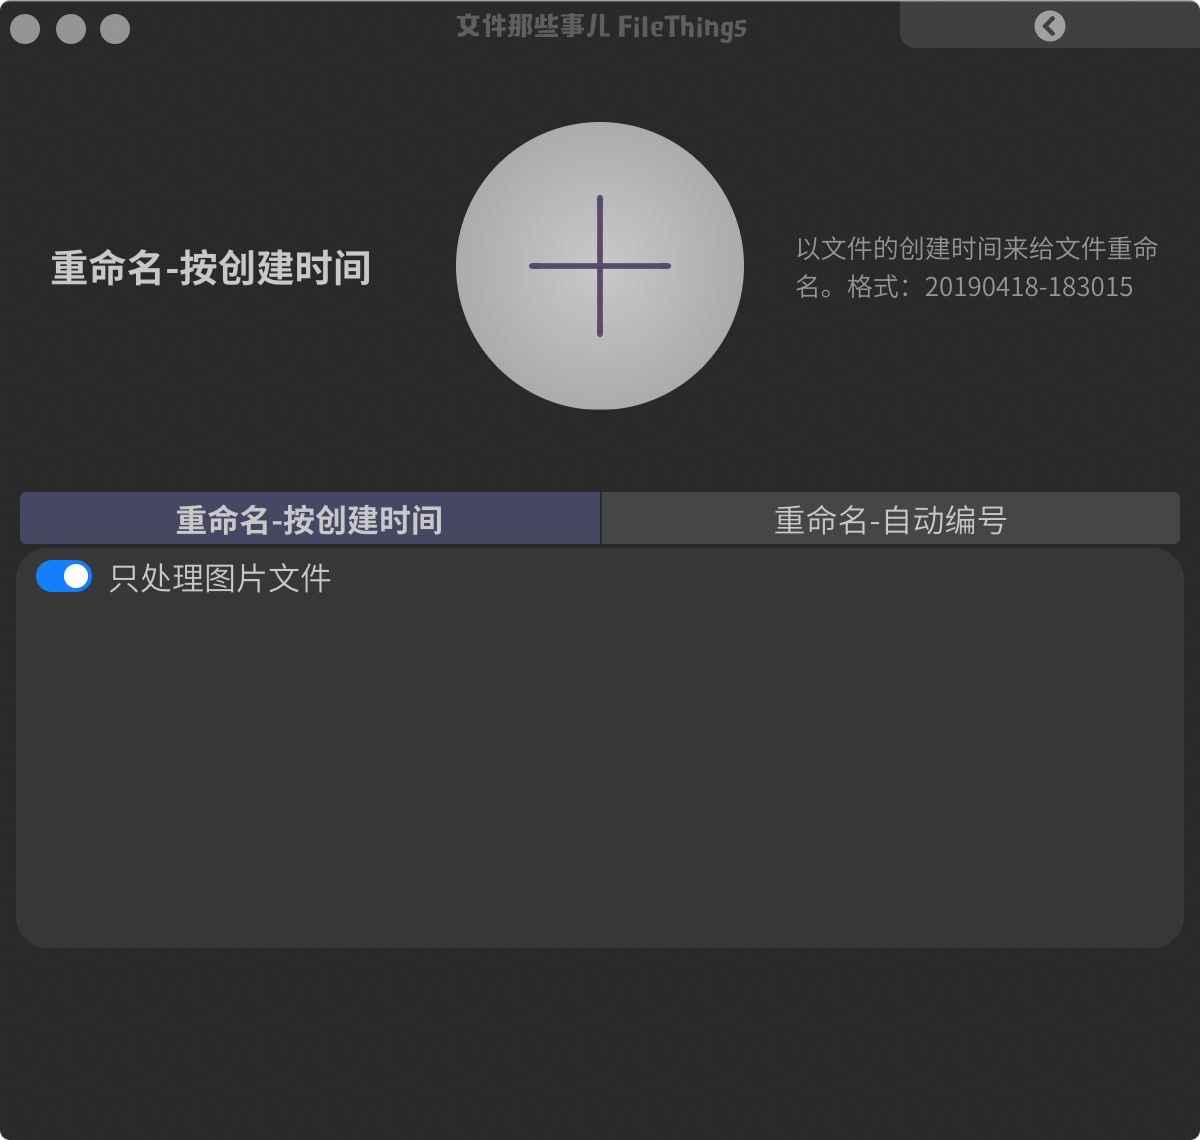 文件那些事儿 FileThings
重命名-按创建时间
以文件的创建时间来给文件重命
名。格式：20190418-183015
重命名-按创建时间
重命名-自动编号
只处理图片文件